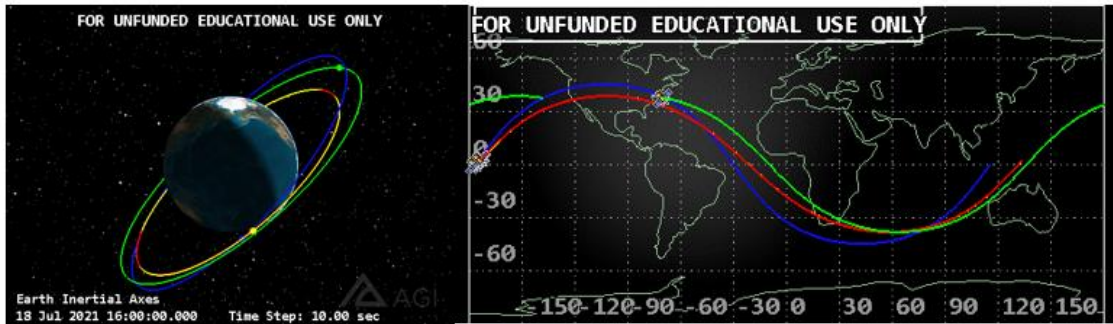 FOR UNFUNDED EDUCATIONAL USE ONLY
Earth Inertial Axes
18 Jul 2021 16:00:00.000 Time Step: 10.00 sec
AGI
FOR UNFUNDED EDUCATIONAL USE ONLY
60
30
0
-30
-60
150 -120 -90 -60 -30 0 30 60 90 120 150